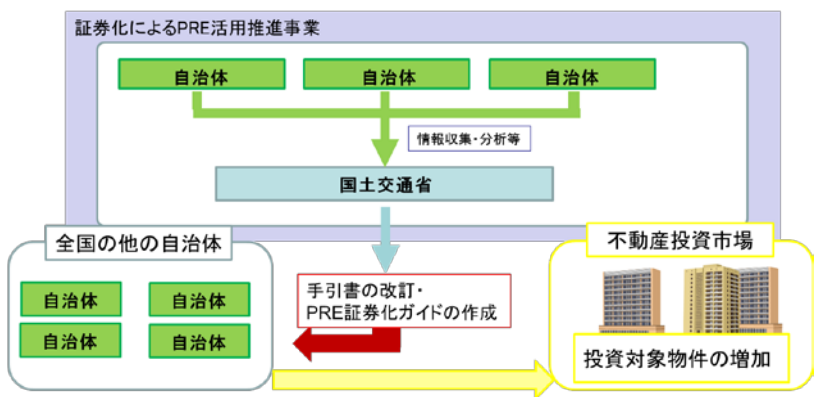 証券化によるPRE活用推進事業
自治体
自治体
自治体
情報収集・分析等
国土交通省
全国の他の自治体
不動産投資市場
自治体
自治体
自治体
自治体
手引書の改訂・
PRE証券化ガイドの作成
投資対象物件の増加